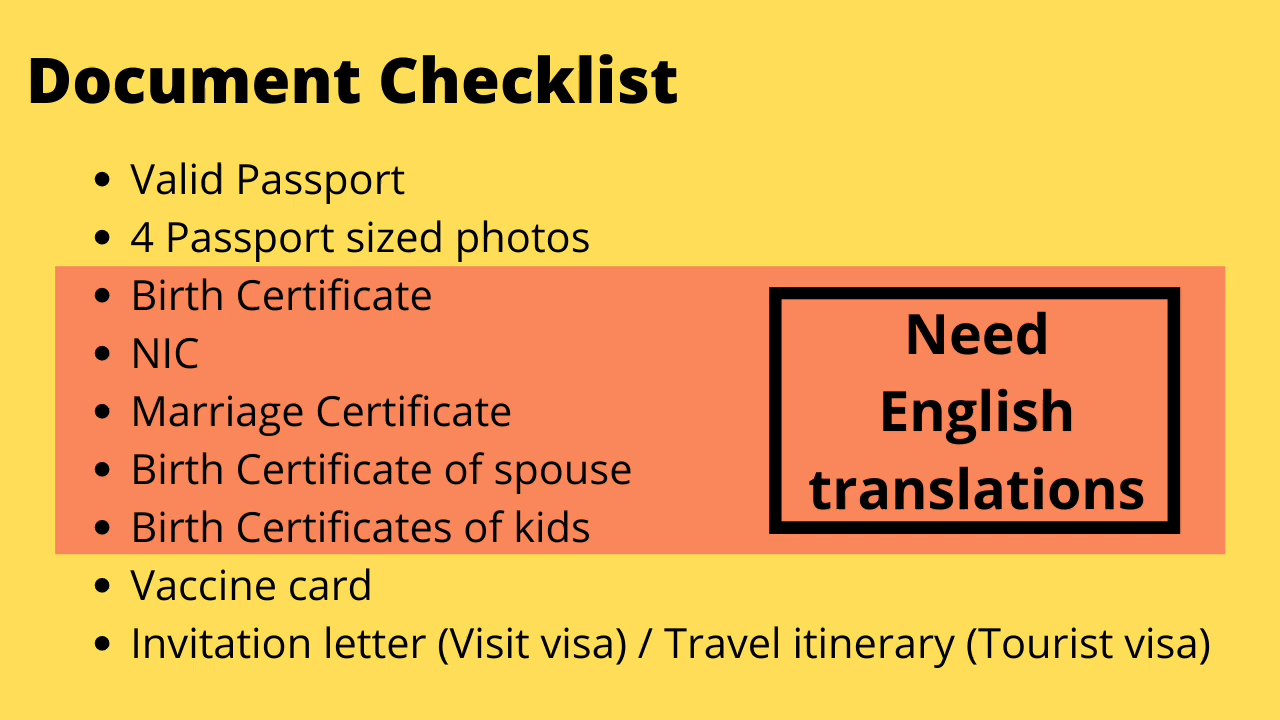 Document Checklist
• Valid Passport
• 4 Passport sized photos
• Birth Certificate
• NIC
• Marriage Certificate
• Birth Certificate of spouse
• Birth Certificates of kids
Need
English
translations
• Vaccine card
• Invitation letter (Visit visa) / Travel itinerary (Tourist visa)